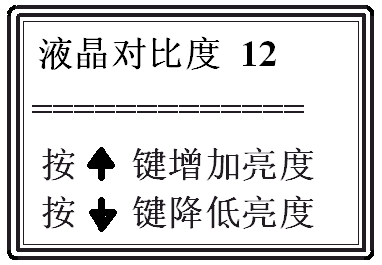 液晶对比度 12
=============
按 ↑ 键增加亮度
按 ↓ 键降低亮度